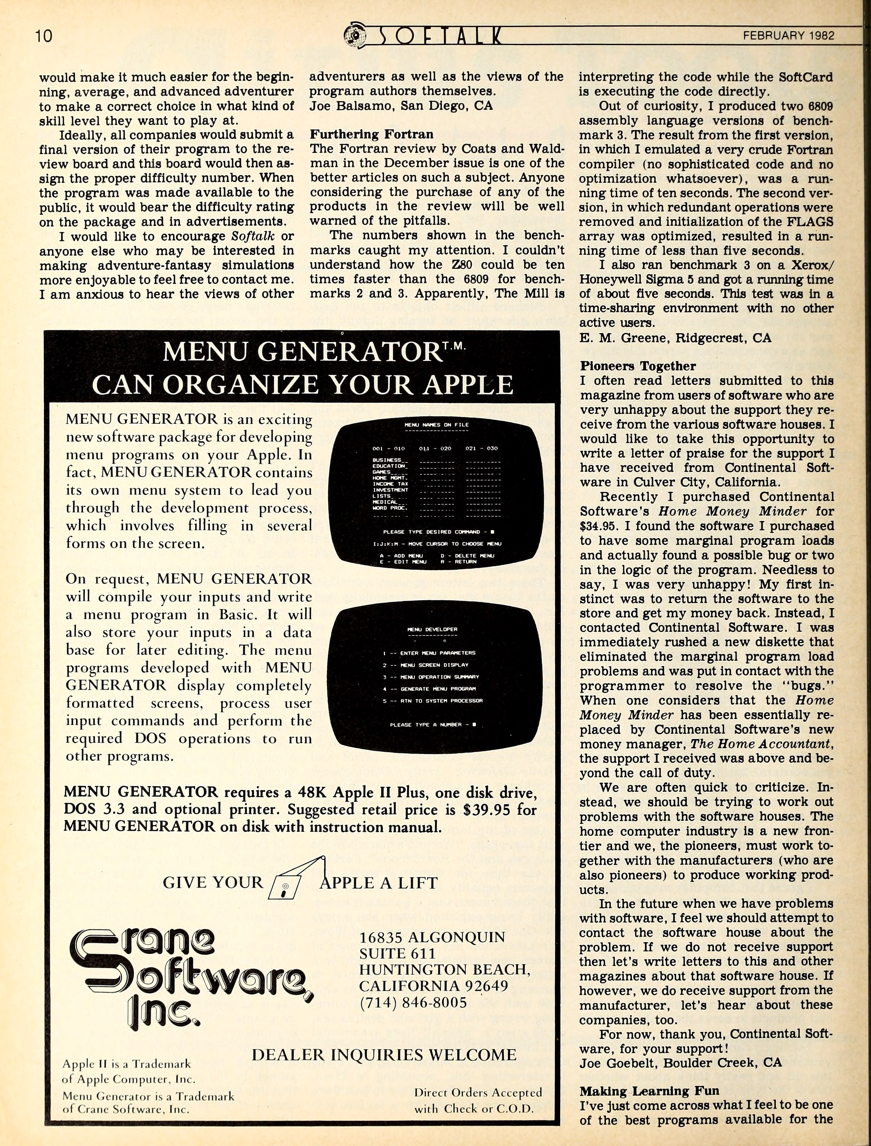 10
SOFTALK
FEBRUARY 1982
would make it much easier for the begin-
ning, average, and advanced adventurer
to make a correct choice in what kind of
skill level they want to play at.
Ideally, all companies would submit a
final version of their program to the re-
view board and this board would then as-
sign the proper difficulty number. When
the program was made available to the
public, it would bear the difficulty rating
on the package and in advertisements.
I would like to encourage Softalk or
anyone else who may be interested in
making adventure-fantasy simulations
more enjoyable to feel free to contact me.
I am anxious to hear the views of other
adventurers as well as the views of the
program authors themselves.
Joe Balsamo, San Diego, CA
Furthering Fortran
The Fortran review by Coats and Wald-
man in the December issue is one of the
better articles on such a subject. Anyone
considering the purchase of any of the
products in the review will be well
warned of the pitfalls.
The numbers shown in the bench-
marks caught my attention. I couldn't
understand how the Z80 could be ten
times faster than the 6809 for bench-
marks 2 and 3. Apparently, The Mill is
interpreting the code while the SoftCard
is executing the code directly.
Out of curiosity, I produced two 6809
assembly language versions of bench-
mark 3. The result from the first version,
in which I emulated a very crude Fortran
compiler (no sophisticated code and no
optimization whatsoever), was a run-
ning time of ten seconds. The second ver-
sion, in which redundant operations were
removed and initialization of the FLAGS
array was optimized, resulted in a run-
ning time of less than five seconds.
I also ran benchmark 3 on a Xerox/
Honeywell Sigma 5 and got a running time
of about five seconds. This test was in a
time-sharing environment with no other
active users.
E. M. Greene, Ridgecrest, CA
Pioneers Together
I often read letters submitted to this
magazine from users of software who are
very unhappy about the support they re-
ceive from the various software houses. I
would like to take this opportunity to
write a letter of praise for the support I
have received from Continental Soft-
ware in Culver City, California.
Recently I purchased Continental
Software's Home Money Minder for
$34.95. I found the software I purchased
to have some marginal program loads
and actually found a possible bug or two
in the logic of the program. Needless to
say, I was very unhappy! My first in-
stinct was to return the software to the
store and get my money back. Instead, I
contacted Continental Software. I was
immediately rushed a new diskette that
eliminated the marginal program load
problems and was put in contact with the
programmer to resolve the "bugs."
When one considers that the Home
Money Minder has been essentially re-
placed by Continental Software's new
money manager, The Home Accountant,
the support I received was above and be-
yond the call of duty.
We are often quick to criticize. In-
stead, we should be trying to work out
problems with the software houses. The
home computer industry is a new fron-
tier and we, the pioneers, must work to-
gether with the manufacturers (who are
also pioneers) to produce working prod-
ucts.
In the future when we have problems
with software, I feel we should attempt to
contact the software house about the
problem. If we do not receive support
then let's write letters to this and other
magazines about that software house. If
however, we do receive support from the
manufacturer, let's hear about these
companies, too.
For now, thank you, Continental Soft-
ware, for your support!
Joe Goebelt, Boulder Creek, CA
Making Learning Fun
I've just come across what I feel to be one
of the best programs available for the
MENU GENERATOR T.M.
CAN ORGANIZE YOUR APPLE
MENU GENERATOR is an exciting
new software package for developing
menu programs on your Apple. In
fact, MENU GENERATOR contains
its own menu system to lead you
through the development process,
which involves filling in several
forms on the screen.
On request, MENU GENERATOR
will compile your inputs and write
a menu program in Basic. It will
also store your inputs in a data
base for later editing. The menu
programs developed with MENU
GENERATOR display completely
formatted screens, process user
input commands and perform the
required DOS operations to run
other programs.
MENU NAMES ON FILE
001 - 010 011 - 020 021 - 030
BUSINESS
EDUCATION
GAMES
HOME MGMT.
INCOME TAX
INVESTMENT
LISTS
MEDICAL
WORD PROC.
PLEASE TYPE DESIRED COMMAND -
I:J:K:M - MOVE CURSOR TO CHOOSE MENU
A - ADD MENU D - DELETE MENU
E - EDIT MENU R - RETURN
MENU DEVELOPER
1 -- ENTER MENU PARAMETERS
2 -- MENU SCREEN DISPLAY
3 -- MENU OPERATION SUMMARY
4 -- GENERATE MENU PROGRAM
5 -- RTN TO SYSTEM PROCESSOR
PLEASE TYPE A NUMBER -
MENU GENERATOR requires a 48K Apple II Plus, one disk drive,
DOS 3.3 and optional printer. Suggested retail price is $39.95 for
MENU GENERATOR on disk with instruction manual.
GIVE YOUR APPLE A LIFT
Crane
Software,
Inc.
16835 ALGONQUIN
SUITE 611
HUNTINGTON BEACH,
CALIFORNIA 92649
(714) 846-8005
DEALER INQUIRIES WELCOME
Apple II is a Trademark
of Apple Computer, Inc.
Menu Generator is a Trademark
of Crane Software, Inc.
Direct Orders Accepted
with Check or C.O.D.